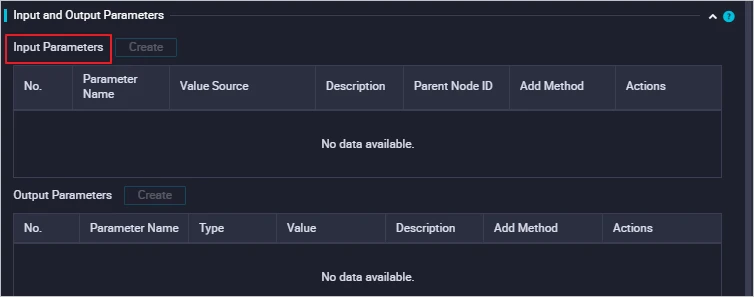 Input and Output Parameters ?
Input Parameters Create
No. Parameter Name Value Source Description Parent Node ID Add Method Actions
No data available.
Output Parameters Create
No. Parameter Name Type Value Description Add Method Actions
No data available.